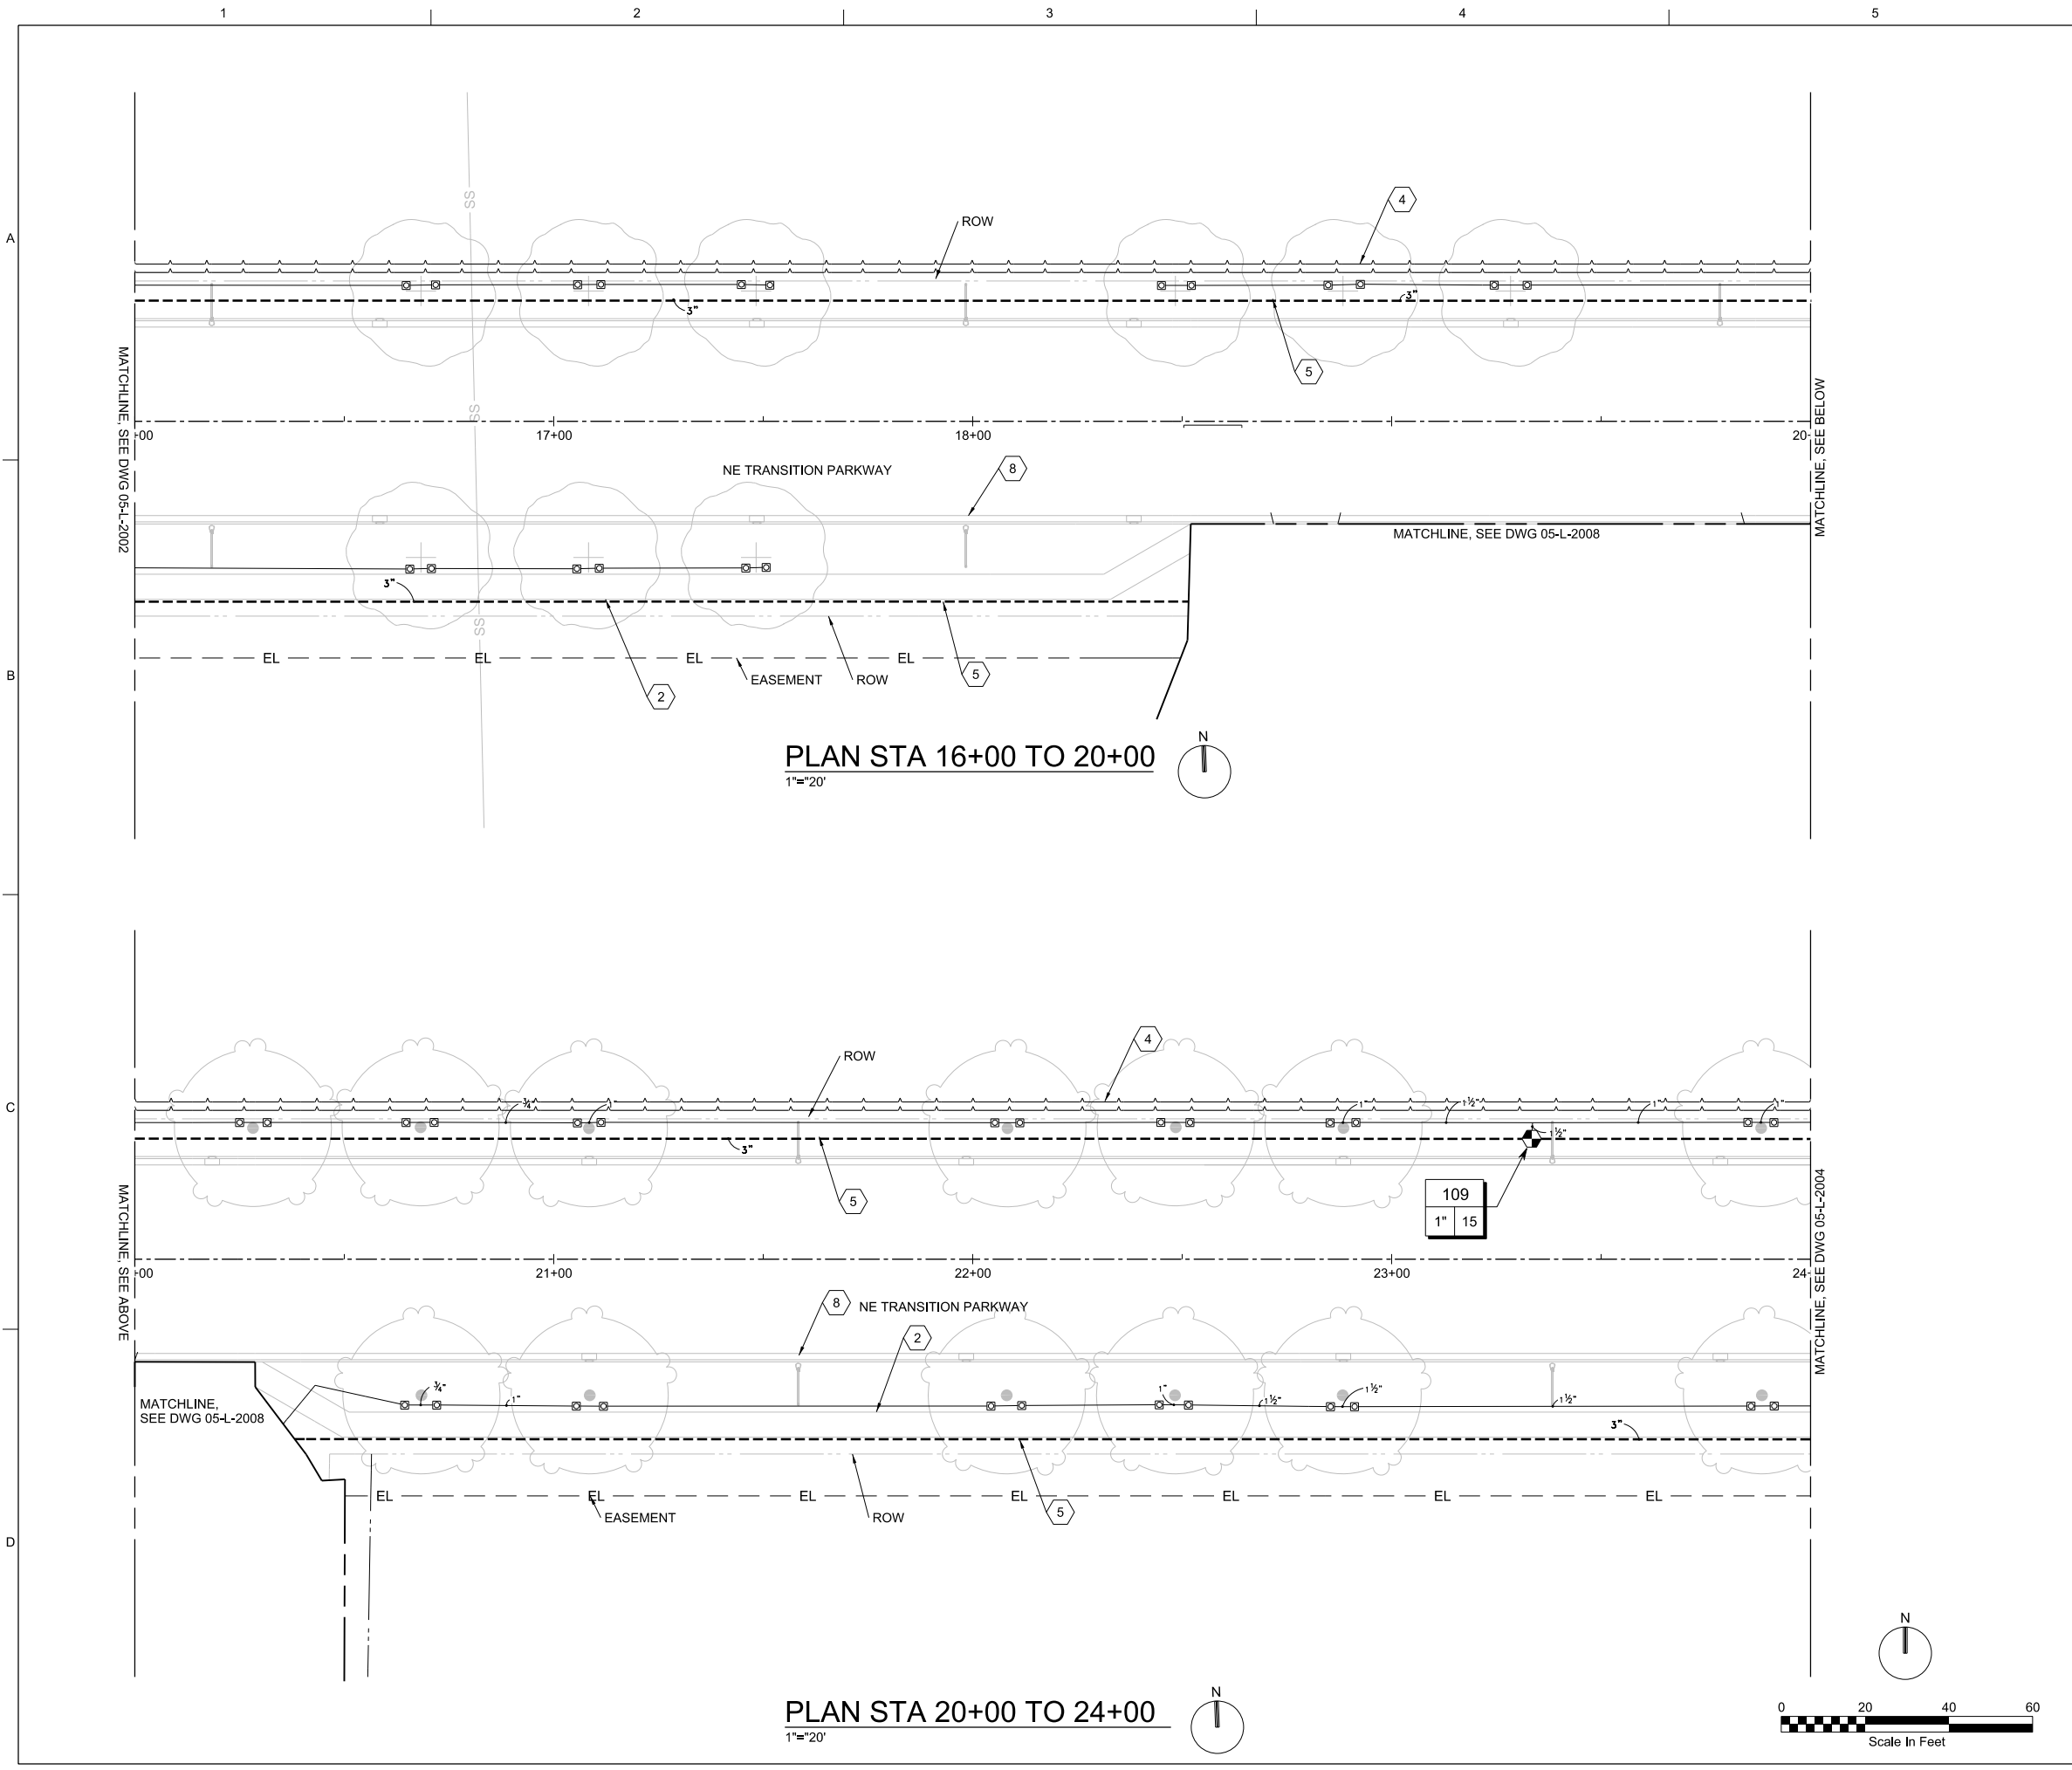 1 2 3 4 5
A
B
C
D
SS
ROW
4
3"
3"
5
MATCHLINE, SEE DWG 05-L-2002
+00 17+00 18+00 20-
MATCHLINE, SEE BELOW
SS
NE TRANSITION PARKWAY
8
MATCHLINE, SEE DWG 05-L-2008
3"
SS
EL EL EL EL
EASEMENT ROW
2
5
PLAN STA 16+00 TO 20+00
1"="20'
N
ROW
4
¾" 1" 1½" 1" 1"
1½"
3"
5
109
1" 15
MATCHLINE, SEE ABOVE
+00 21+00 22+00 23+00 24-
MATCHLINE, SEE DWG 05-L-2004
8 NE TRANSITION PARKWAY
2
MATCHLINE,
SEE DWG 05-L-2008
¾" 1" 1" 1½" 1½" 1½"
3"
EL EL EL EL EL EL EL
EASEMENT ROW
5
PLAN STA 20+00 TO 24+00
1"="20'
N
N
0 20 40 60
Scale In Feet